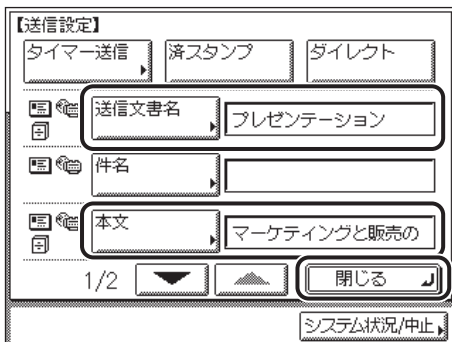 【送信設定】
タイマー送信 済スタンプ ダイレクト
送信文書名 プレゼンテーション
件名
本文 マーケティングと販売の
1/2 閉じる
システム状況/中止